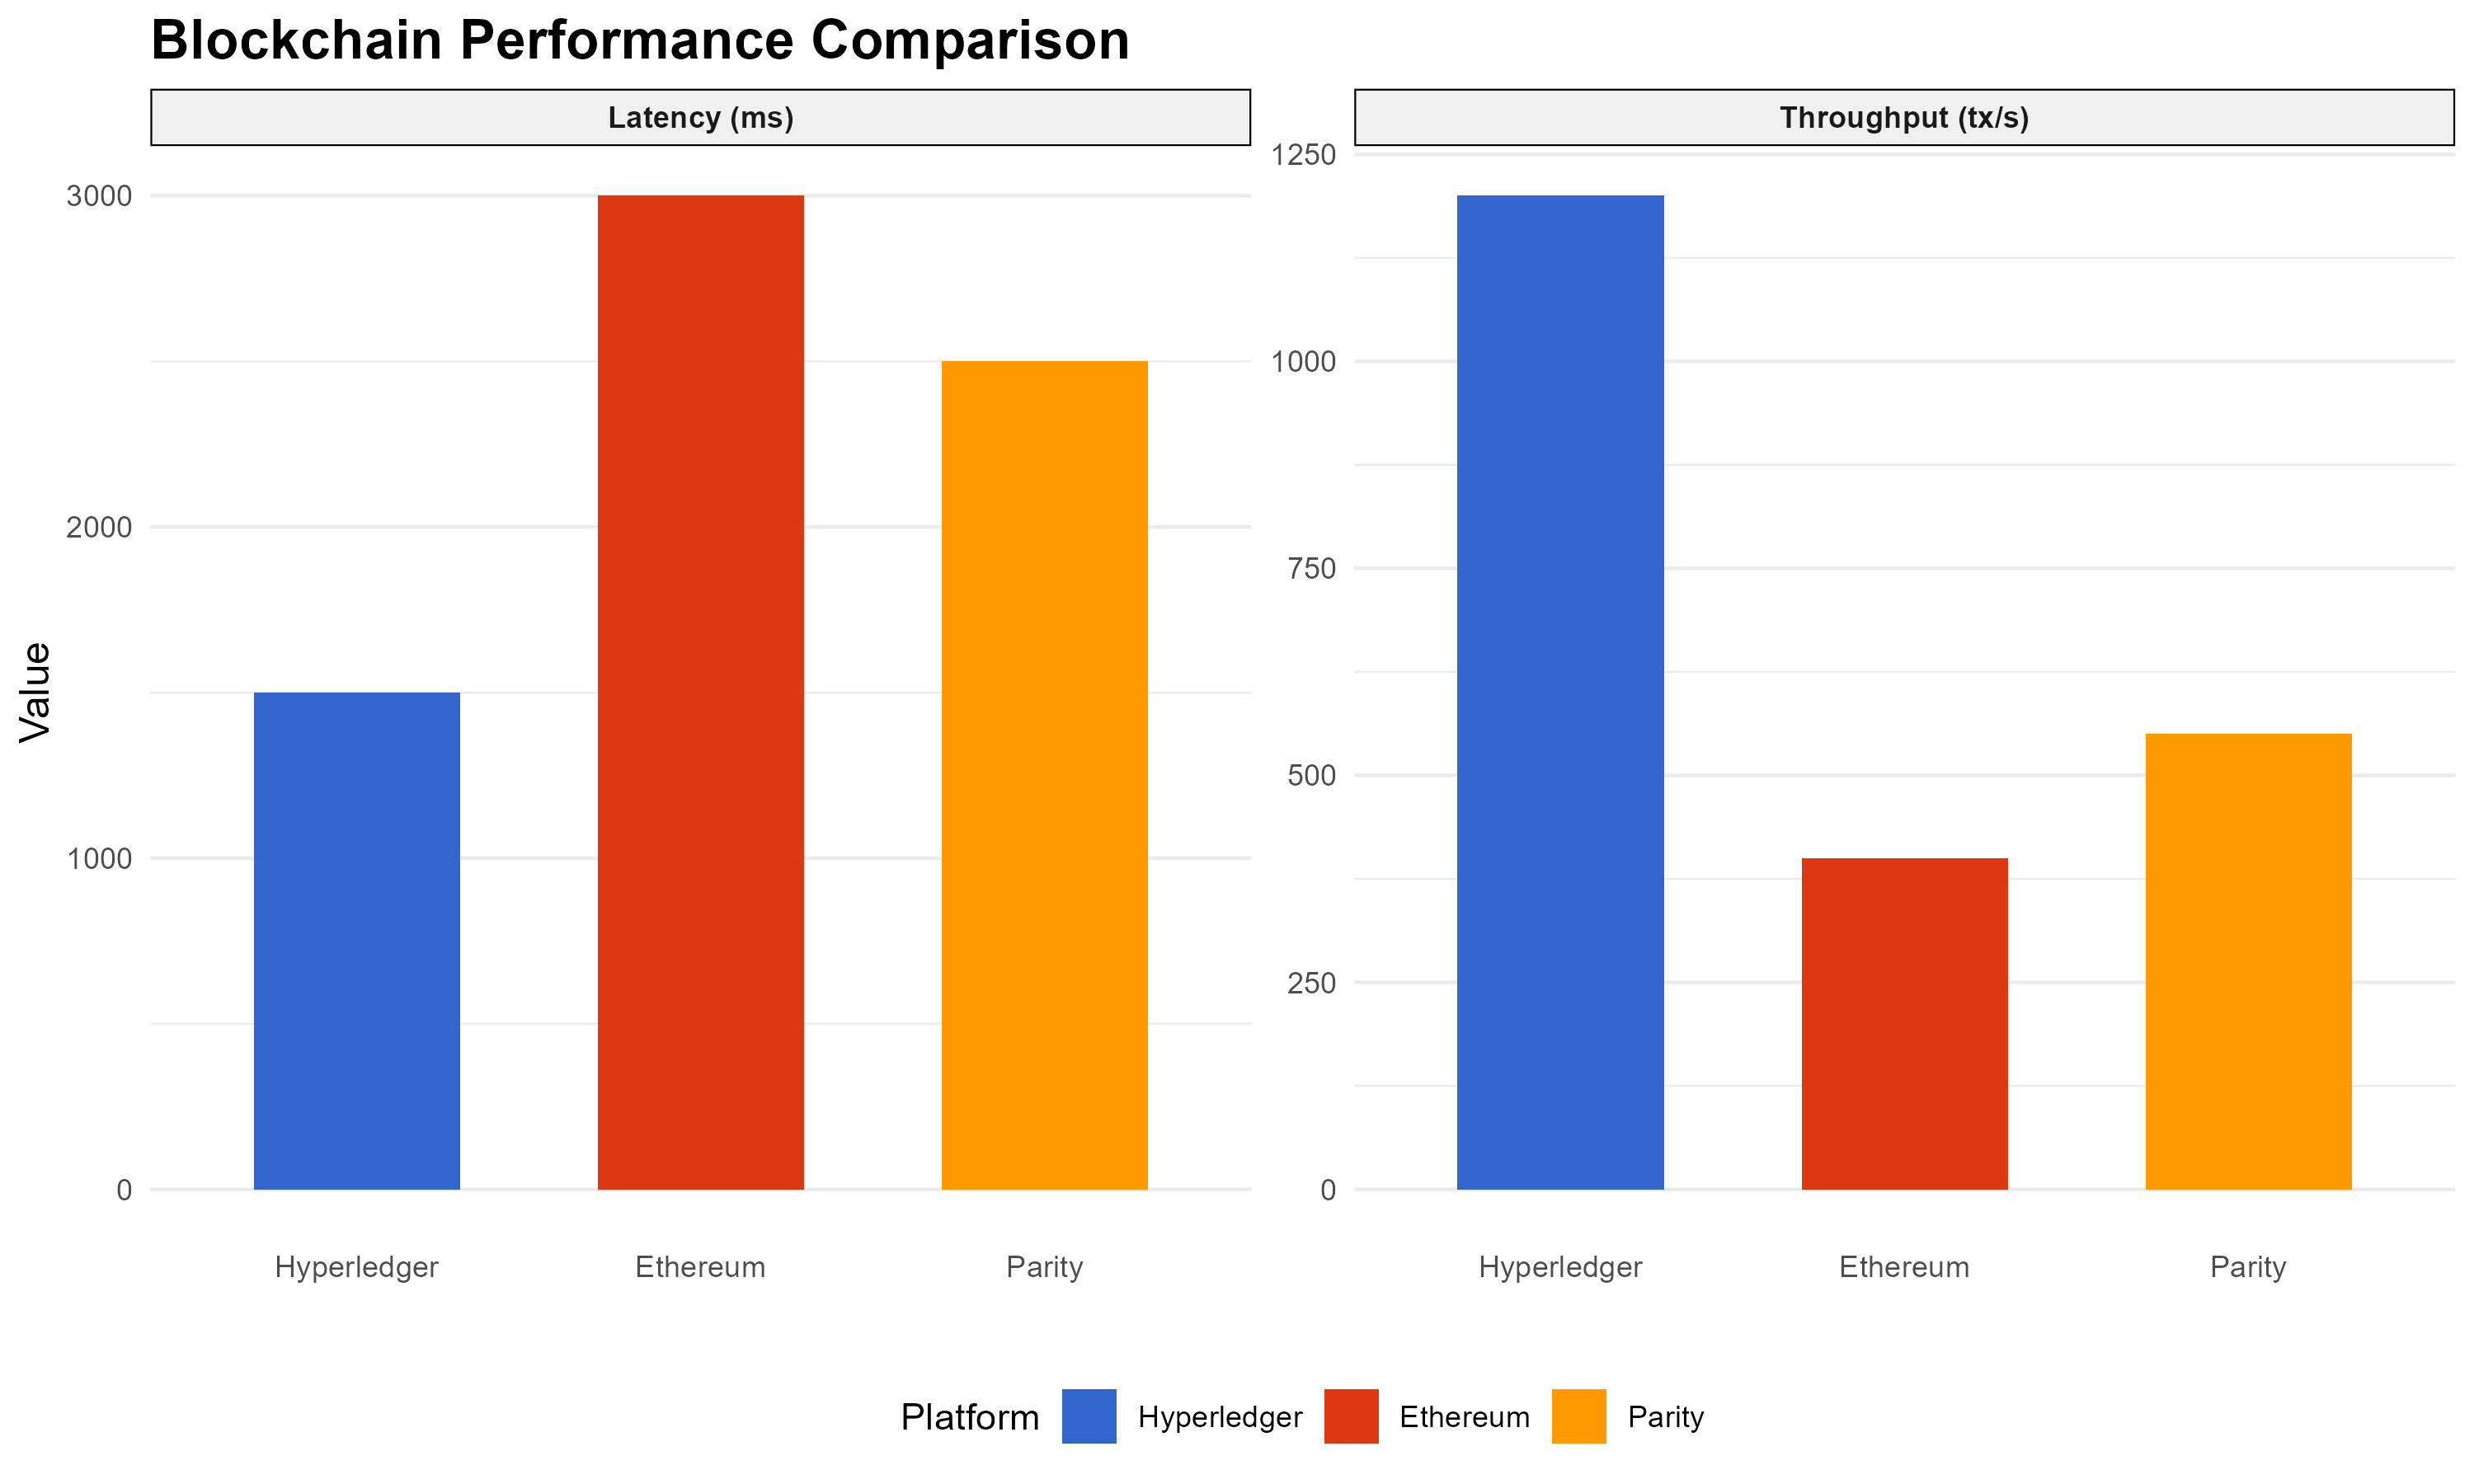 Blockchain Performance Comparison
Latency (ms)
Throughput (tx/s)
Value
3000
2000
1000
0
1250
1000
750
500
250
0
Hyperledger Ethereum Parity
Hyperledger Ethereum Parity
Platform Hyperledger Ethereum Parity